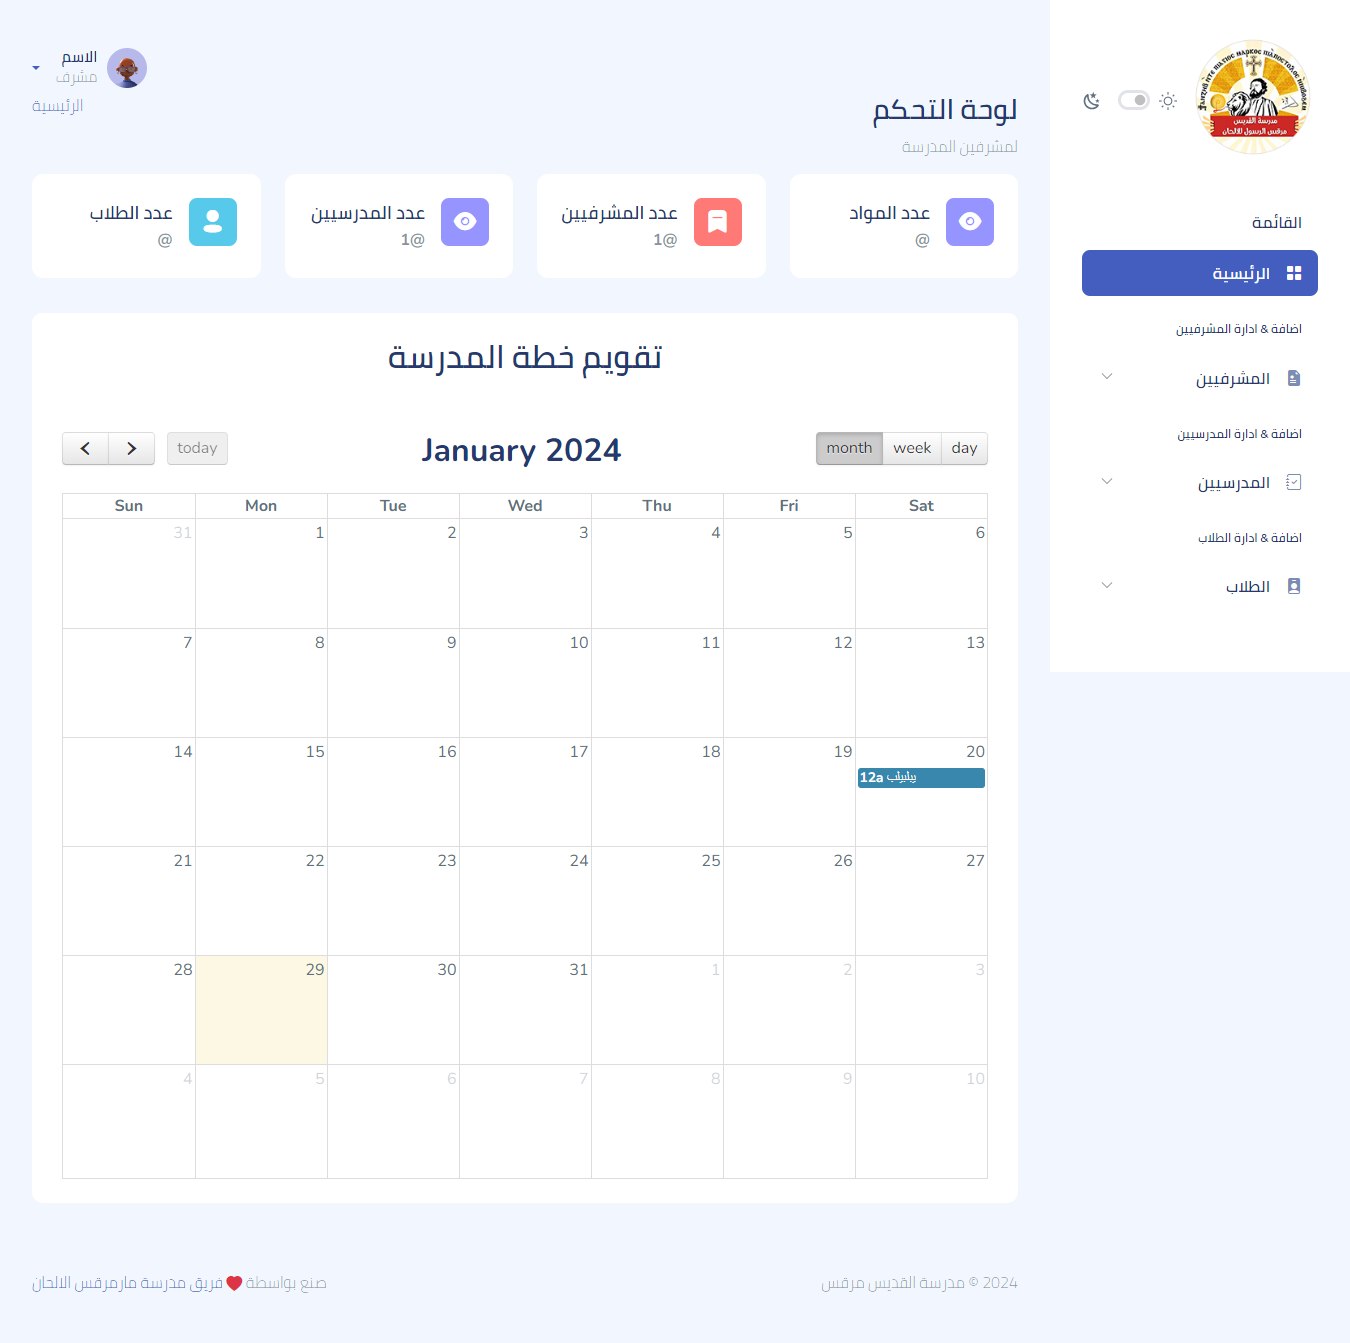 مدرسة القديس
مرقس الرسول للالحان
القائمة
الرئيسية
اضافة & ادارة المشرفيين
المشرفيين
اضافة & ادارة المدرسيين
المدرسيين
اضافة & ادارة الطلاب
الطلاب
الاسم
مشرف
الرئيسية
لوحة التحكم
لمشرفين المدرسة
عدد المواد
@
عدد المشرفيين
1@
عدد المدرسيين
1@
عدد الطلاب
@
تقويم خطة المدرسة
today
January 2024
month week day
Sun Mon Tue Wed Thu Fri Sat
31 1 2 3 4 5 6
7 8 9 10 11 12 13
14 15 16 17 18 19 20
12a
21 22 23 24 25 26 27
28 29 30 31 1 2 3
4 5 6 7 8 9 10
2024 © مدرسة القديس مرقس
صنع بواسطة فريق مدرسة مارمرقس الالحان